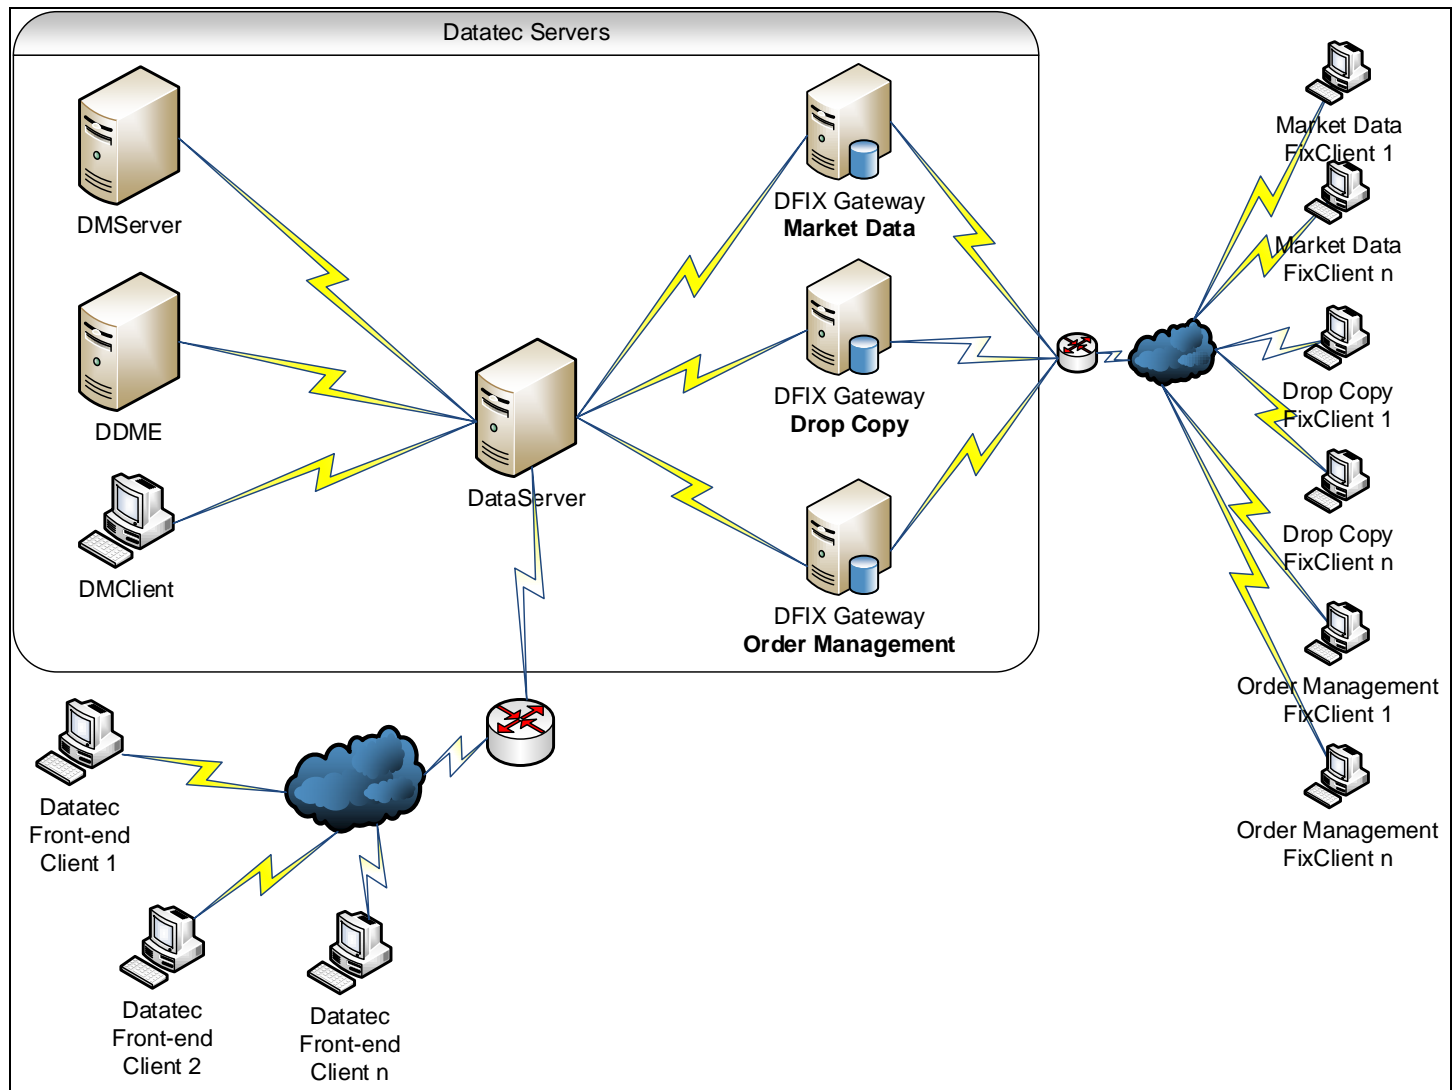 Datatec Servers
DMServer
DDME
DMClient
DataServer
DFIX Gateway
Market Data
DFIX Gateway
Drop Copy
DFIX Gateway
Order Management
Market Data
FixClient 1
Market Data
FixClient n
Drop Copy
FixClient 1
Drop Copy
FixClient n
Order Management
FixClient 1
Order Management
FixClient n
Datatec
Front-end
Client 1
Datatec
Front-end
Client 2
Datatec
Front-end
Client n